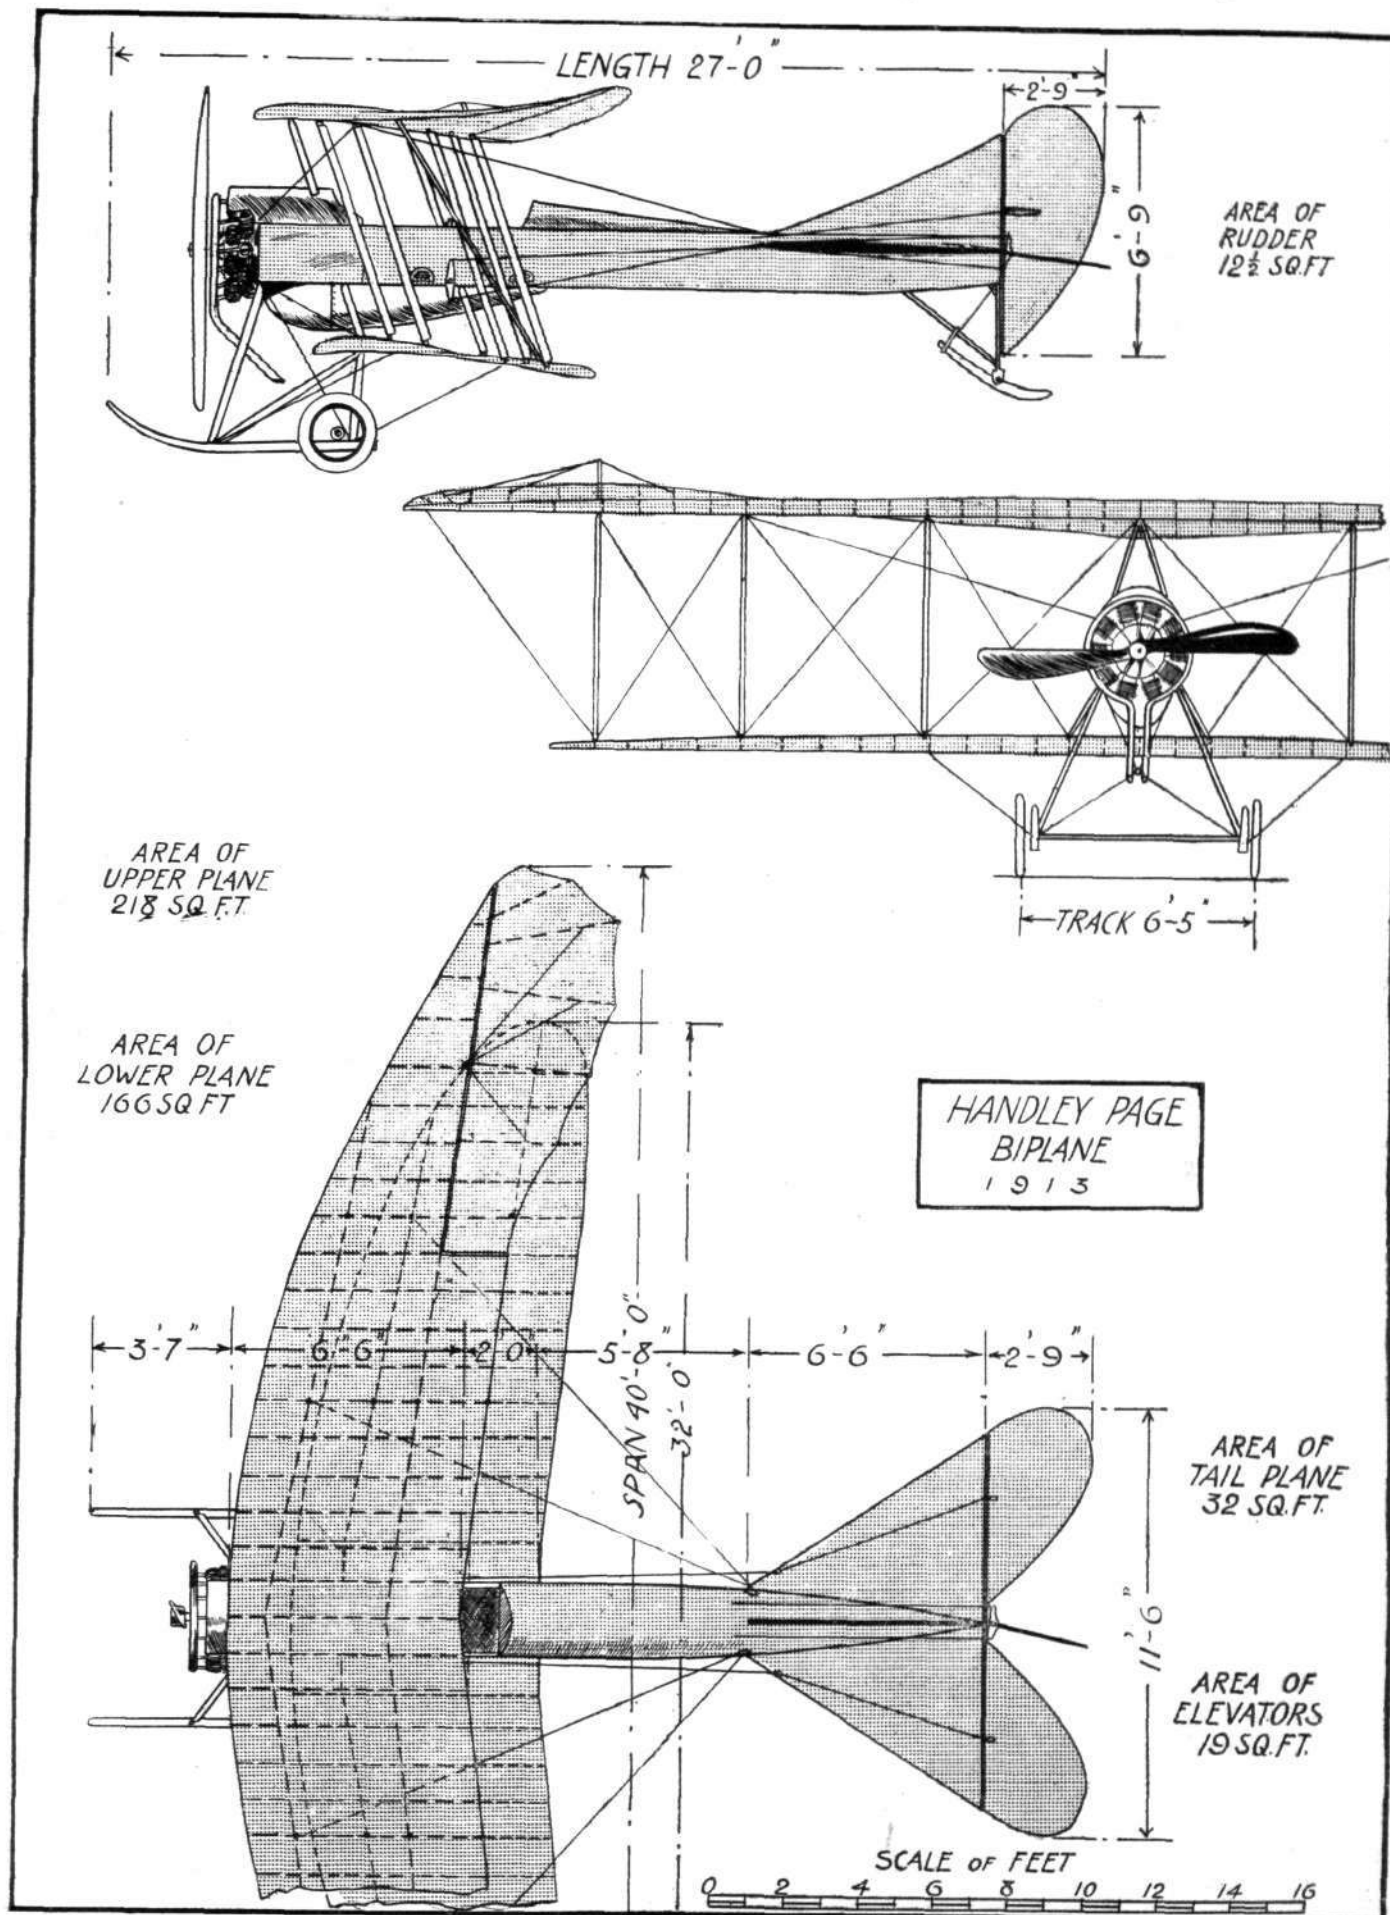 LENGTH 27'-0"
2'-9"
6'-9"
AREA OF
RUDDER
12½ SQ.FT
TRACK 6'-5"
AREA OF
UPPER PLANE
218 SQ.FT.
AREA OF
LOWER PLANE
166 SQ FT
HANDLEY PAGE
BIPLANE
1913
3'-7"
6'-6"
2'0"
5'-8"
6'-6"
2'-9"
SPAN 40'-0"
32'-0"
AREA OF
TAIL PLANE
32 SQ.FT.
11'-6"
AREA OF
ELEVATORS
19 SQ.FT.
SCALE OF FEET
0 2 4 6 8 10 12 14 16